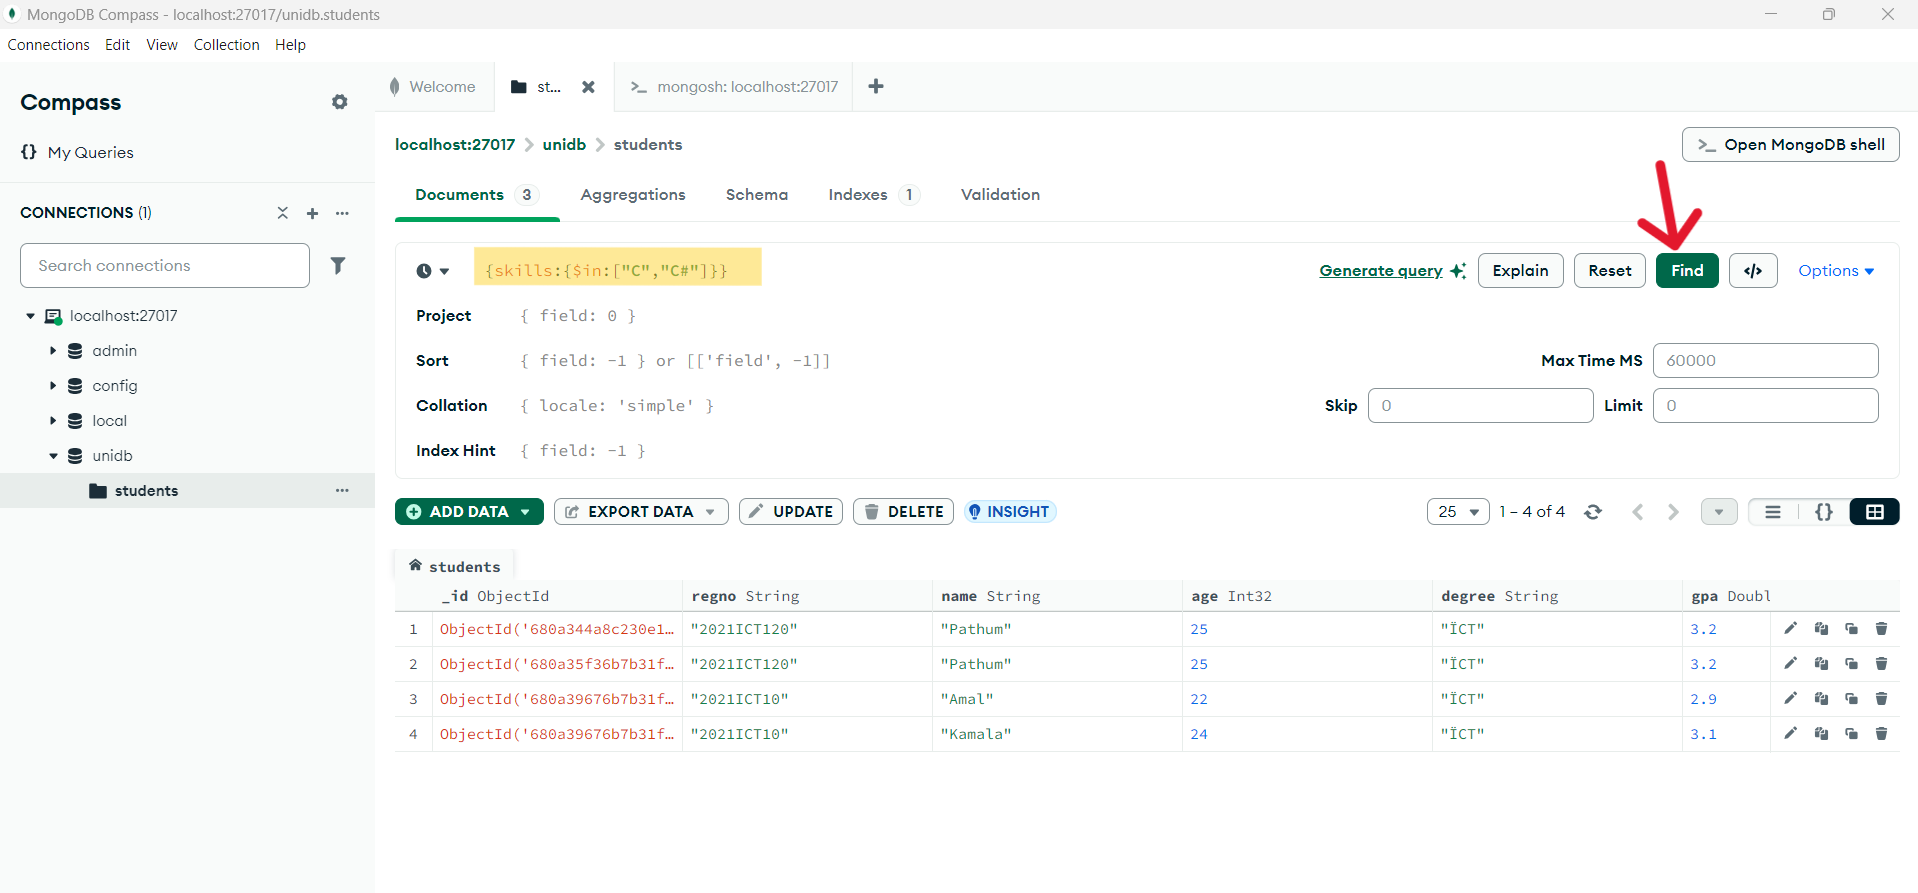 MongoDB Compass - localhost:27017/unidb.students
Connections Edit View Collection Help
Compass
My Queries
CONNECTIONS (1)
Search connections
localhost:27017
admin
config
local
unidb
students
Welcome
st...
>_ mongosh: localhost:27017
localhost:27017 > unidb > students
>_ Open MongoDB shell
Documents 3 Aggregations Schema Indexes 1 Validation
{skills:{$in:["C","C#"]}}
Generate query Explain Reset Find </> Options
Project { field: 0 }
Sort { field: -1 } or [['field', -1]]
Max Time MS 60000
Collation { locale: 'simple' }
Skip 0 Limit 0
Index Hint { field: -1 }
ADD DATA EXPORT DATA UPDATE DELETE INSIGHT
25 1 – 4 of 4 {}
students
_id ObjectId regno String name String age Int32 degree String gpa Doubl
1 ObjectId('680a344a8c230e1… "2021ICT120" "Pathum" 25 "ÏCT" 3.2
2 ObjectId('680a35f36b7b31f… "2021ICT120" "Pathum" 25 "ÏCT" 3.2
3 ObjectId('680a39676b7b31f… "2021ICT10" "Amal" 22 "ÏCT" 2.9
4 ObjectId('680a39676b7b31f… "2021ICT10" "Kamala" 24 "ÏCT" 3.1